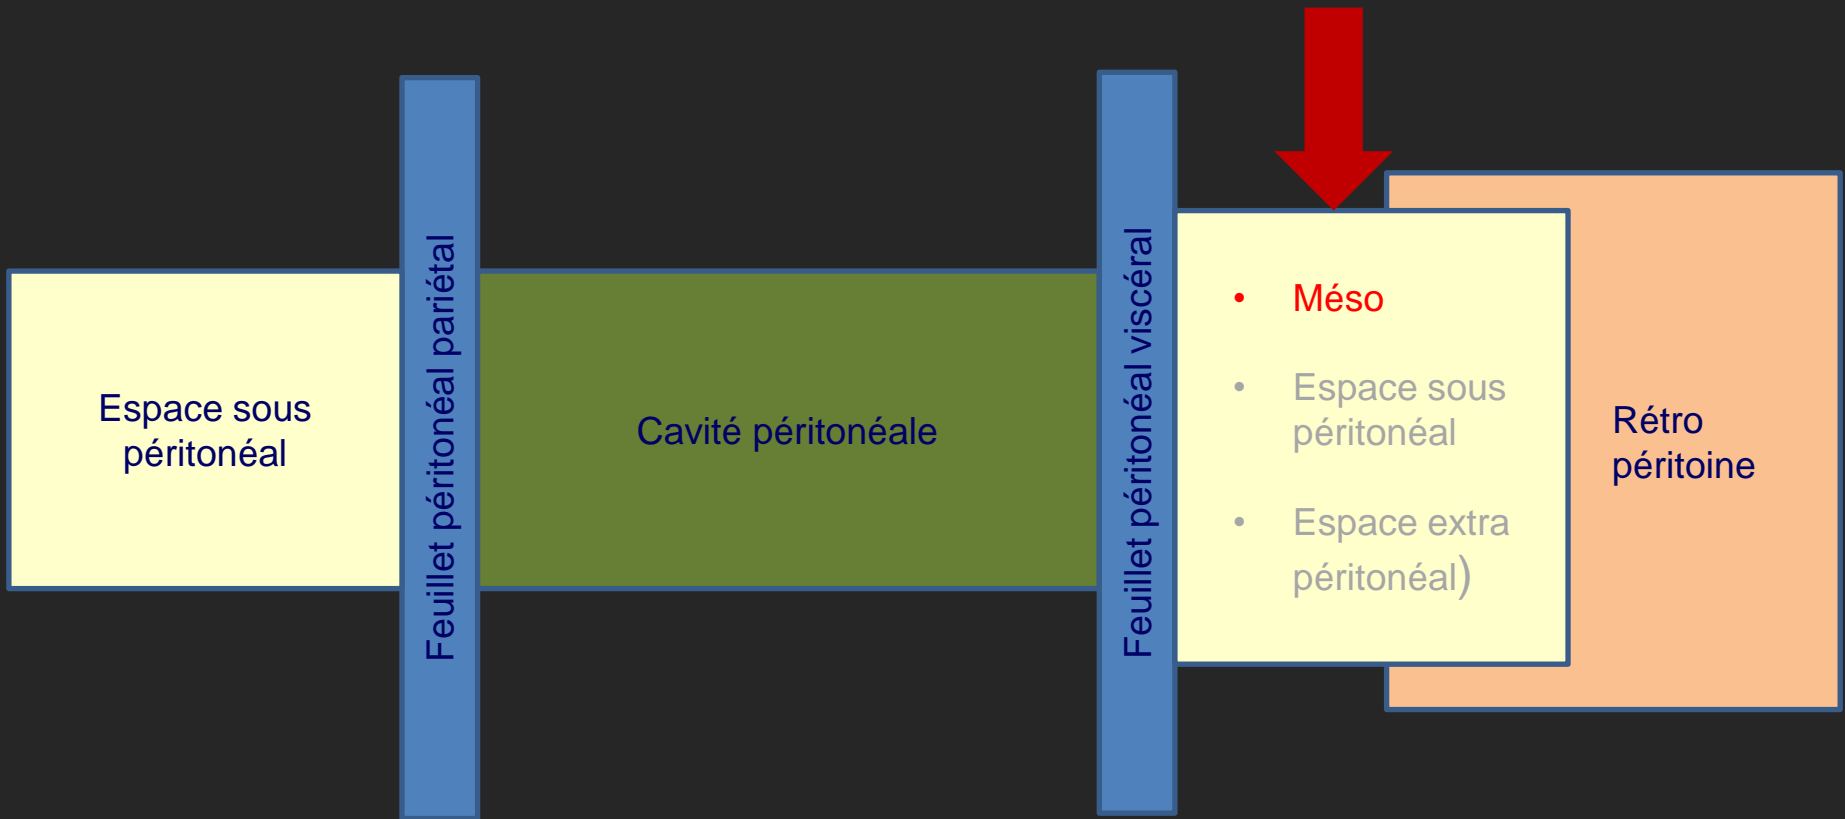 Espace sous
péritonéal
Feuillet péritonéal pariétal
Cavité péritonéale
Feuillet péritonéal viscéral
• Méso
• Espace sous
péritonéal
• Espace extra
péritonéal)
Rétro
péritoine